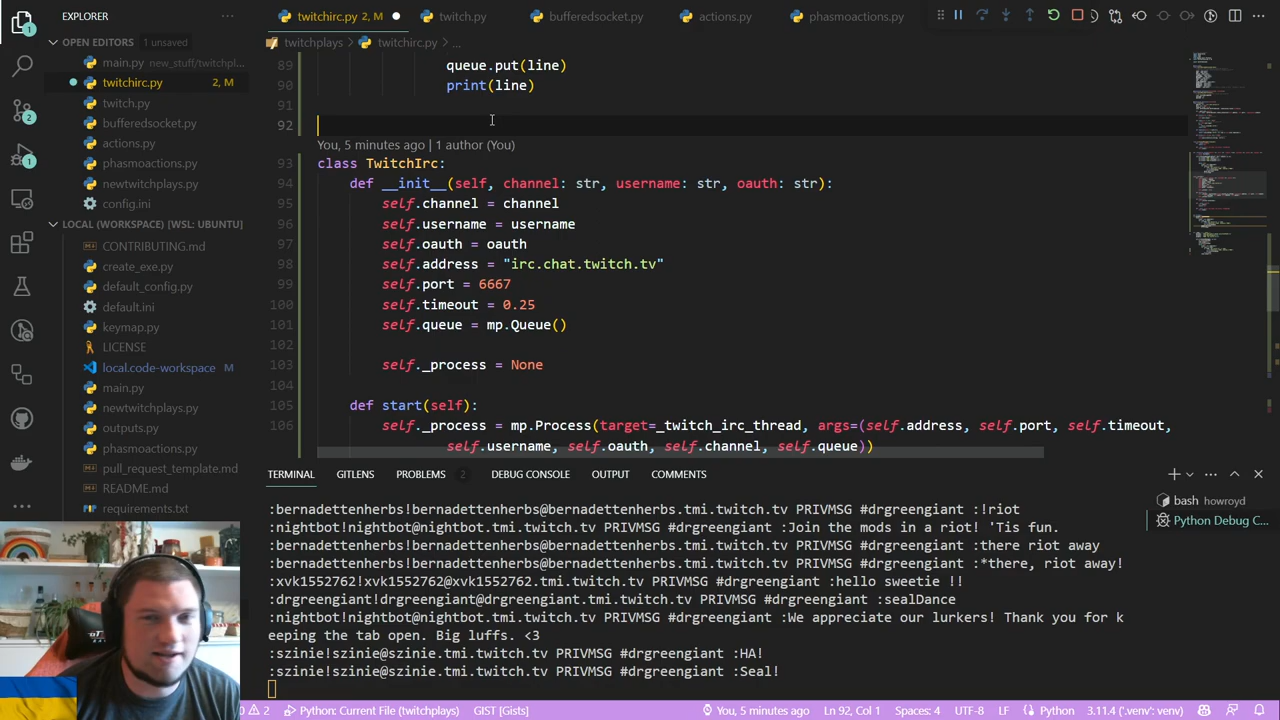 EXPLORER
OPEN EDITORS 1 unsaved
main.py new_stuff/twitchpl...
twitchirc.py 2, M
twitch.py
bufferedsocket.py
actions.py
phasmoactions.py
newtwitchplays.py
config.ini
LOCAL (WORKSPACE) [WSL: UBUNTU]
CONTRIBUTING.md
create_exe.py
default_config.py
default.ini
keymap.py
LICENSE
local.code-workspace M
main.py
newtwitchplays.py
outputs.py
phasmoactions.py
pull_request_template.md
README.md
requirements.txt
1
2
1
twitchirc.py 2, M
twitch.py
bufferedsocket.py
actions.py
phasmoactions.py
twitchplays > twitchirc.py > ...
89 queue.put(line)
90 print(line)
91
92
You, 5 minutes ago | 1 author (You)
93 class TwitchIrc:
94 def __init__(self, channel: str, username: str, oauth: str):
95 self.channel = channel
96 self.username = username
97 self.oauth = oauth
98 self.address = "irc.chat.twitch.tv"
99 self.port = 6667
100 self.timeout = 0.25
101 self.queue = mp.Queue()
102
103 self._process = None
104
105 def start(self):
106 self._process = mp.Process(target=_twitch_irc_thread, args=(self.address, self.port, self.timeout,
self.username, self.oauth, self.channel, self.queue))
TERMINAL GITLENS PROBLEMS 2 DEBUG CONSOLE OUTPUT COMMENTS
:bernadettenherbs!bernadettenherbs@bernadettenherbs.tmi.twitch.tv PRIVMSG #drgreengiant :!riot
:nightbot!nightbot@nightbot.tmi.twitch.tv PRIVMSG #drgreengiant :Join the mods in a riot! 'Tis fun.
:bernadettenherbs!bernadettenherbs@bernadettenherbs.tmi.twitch.tv PRIVMSG #drgreengiant :there riot away
:bernadettenherbs!bernadettenherbs@bernadettenherbs.tmi.twitch.tv PRIVMSG #drgreengiant :*there, riot away!
:xvk1552762!xvk1552762@xvk1552762.tmi.twitch.tv PRIVMSG #drgreengiant :hello sweetie !!
:drgreengiant!drgreengiant@drgreengiant.tmi.twitch.tv PRIVMSG #drgreengiant :sealDance
:nightbot!nightbot@nightbot.tmi.twitch.tv PRIVMSG #drgreengiant :We appreciate our lurkers! Thank you for k
eeping the tab open. Big luffs. <3
:szinie!szinie@szinie.tmi.twitch.tv PRIVMSG #drgreengiant :HA!
:szinie!szinie@szinie.tmi.twitch.tv PRIVMSG #drgreengiant :Seal!
bash howroyd
Python Debug C...
0 2 Python: Current File (twitchplays) GIST [Gists] You, 5 minutes ago Ln 92, Col 1 Spaces: 4 UTF-8 LF Python 3.11.4 ('.venv': venv)